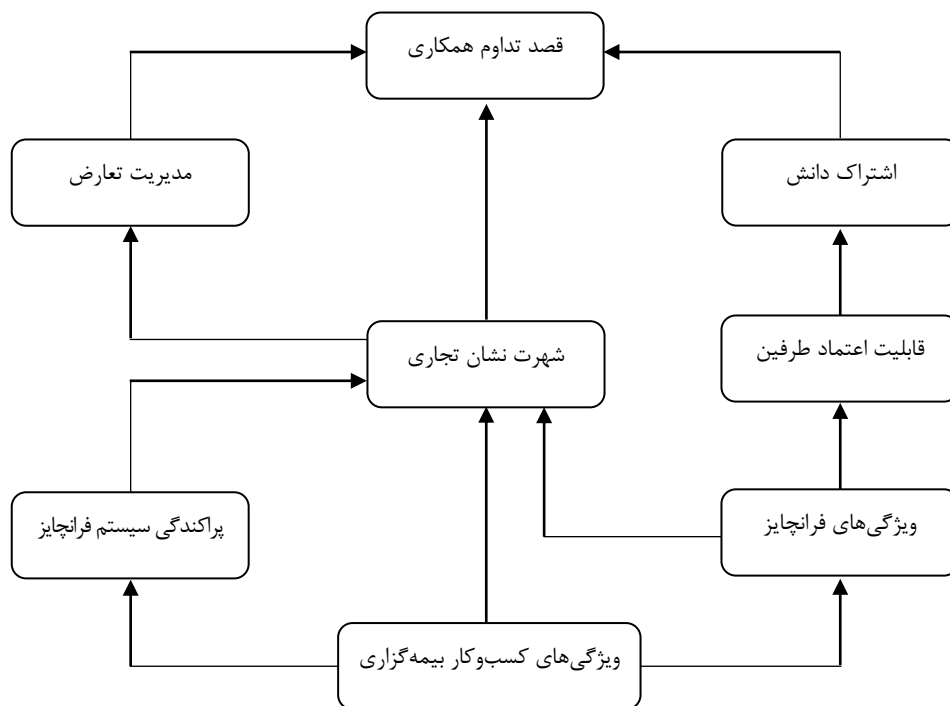 قصد تداوم همکاری
اشتراک دانش
مدیریت تعارض
قابلیت اعتماد طرفین
شهرت نشان تجاری
ویژگی‌های فرانچایز
پراکندگی سیستم فرانچایز
ویژگی‌های کسب‌وکار بیمه‌گزاری